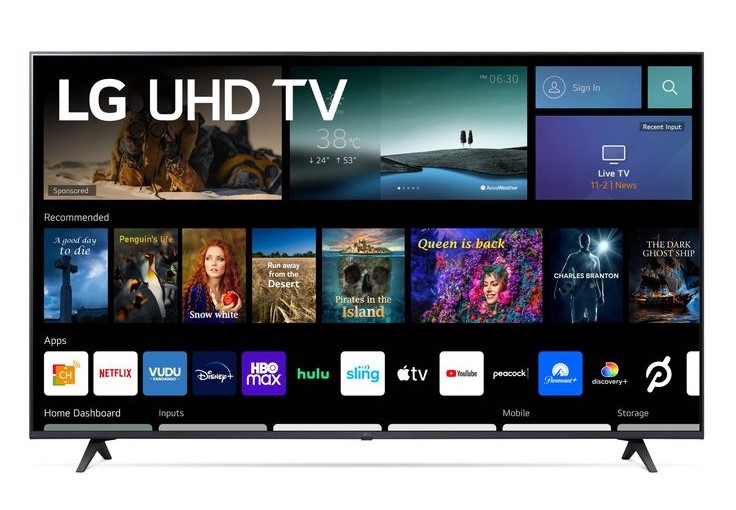 LG UHD TV
Sponsored
PM 06:30
38°C
↓24° ↑53°
AccuWeather
Sign In
Recent Input
Live TV
11-2 | News
Recommended
A good day
to die
Penguin's life
Snow white
Run away
from the
Desert
Pirates in the
Island
Queen is back
CHARLES BRANTON
THE DARK
GHOST SHIP
Apps
CH
NETFLIX
VUDU
FANDANGO
Disney+
HBO
max
hulu
sling
tv
YouTube
peacock
Paramount+
discovery+
Home Dashboard
Inputs
Mobile
Storage